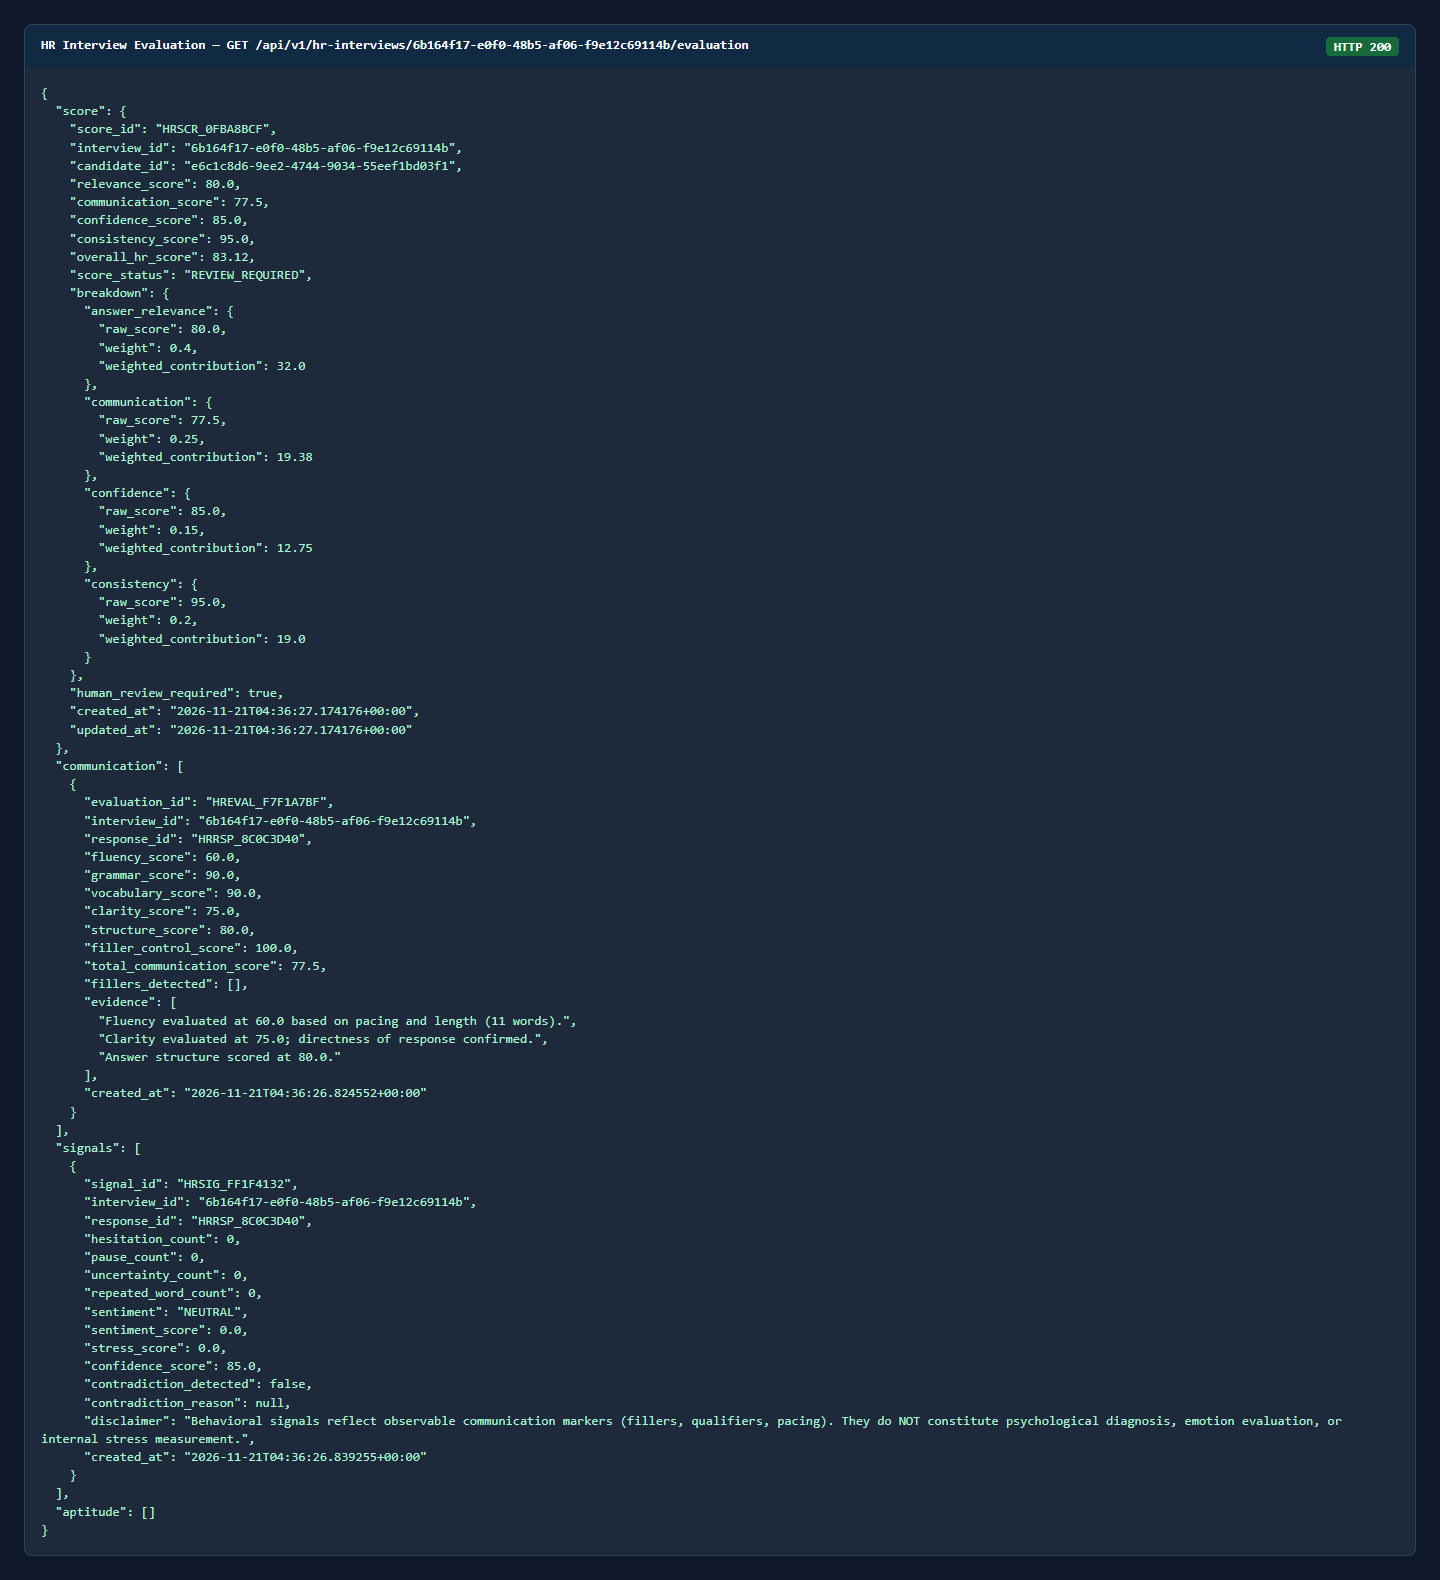 HR Interview Evaluation — GET /api/v1/hr-interviews/6b164f17-e0f0-48b5-af06-f9e12c69114b/evaluation
HTTP 200
{
  "score": {
    "score_id": "HRSCR_0FBA8BCF",
    "interview_id": "6b164f17-e0f0-48b5-af06-f9e12c69114b",
    "candidate_id": "e6c1c8d6-9ee2-4744-9034-55eef1bd03f1",
    "relevance_score": 80.0,
    "communication_score": 77.5,
    "confidence_score": 85.0,
    "consistency_score": 95.0,
    "overall_hr_score": 83.12,
    "score_status": "REVIEW_REQUIRED",
    "breakdown": {
      "answer_relevance": {
        "raw_score": 80.0,
        "weight": 0.4,
        "weighted_contribution": 32.0
      },
      "communication": {
        "raw_score": 77.5,
        "weight": 0.25,
        "weighted_contribution": 19.38
      },
      "confidence": {
        "raw_score": 85.0,
        "weight": 0.15,
        "weighted_contribution": 12.75
      },
      "consistency": {
        "raw_score": 95.0,
        "weight": 0.2,
        "weighted_contribution": 19.0
      }
    },
    "human_review_required": true,
    "created_at": "2026-11-21T04:36:27.174176+00:00",
    "updated_at": "2026-11-21T04:36:27.174176+00:00"
  },
  "communication": [
    {
      "evaluation_id": "HREVAL_F7F1A7BF",
      "interview_id": "6b164f17-e0f0-48b5-af06-f9e12c69114b",
      "response_id": "HRRSP_8C0C3D40",
      "fluency_score": 60.0,
      "grammar_score": 90.0,
      "vocabulary_score": 90.0,
      "clarity_score": 75.0,
      "structure_score": 80.0,
      "filler_control_score": 100.0,
      "total_communication_score": 77.5,
      "fillers_detected": [],
      "evidence": [
        "Fluency evaluated at 60.0 based on pacing and length (11 words).",
        "Clarity evaluated at 75.0; directness of response confirmed.",
        "Answer structure scored at 80.0."
      ],
      "created_at": "2026-11-21T04:36:26.824552+00:00"
    }
  ],
  "signals": [
    {
      "signal_id": "HRSIG_FF1F4132",
      "interview_id": "6b164f17-e0f0-48b5-af06-f9e12c69114b",
      "response_id": "HRRSP_8C0C3D40",
      "hesitation_count": 0,
      "pause_count": 0,
      "uncertainty_count": 0,
      "repeated_word_count": 0,
      "sentiment": "NEUTRAL",
      "sentiment_score": 0.0,
      "stress_score": 0.0,
      "confidence_score": 85.0,
      "contradiction_detected": false,
      "contradiction_reason": null,
      "disclaimer": "Behavioral signals reflect observable communication markers (fillers, qualifiers, pacing). They do NOT constitute psychological diagnosis, emotion evaluation, or
internal stress measurement.",
      "created_at": "2026-11-21T04:36:26.839255+00:00"
    }
  ],
  "aptitude": []
}